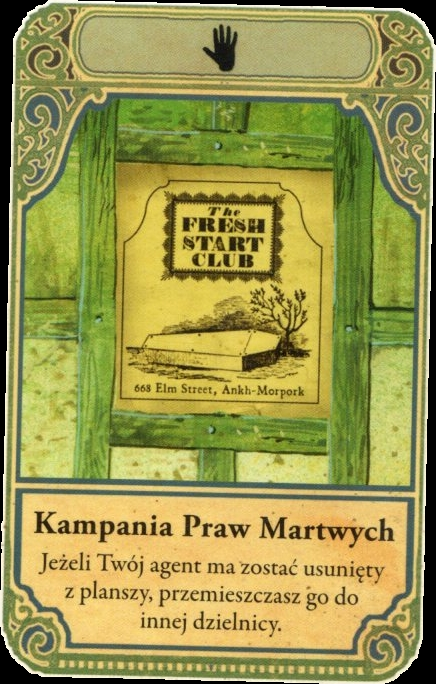 The
FRESH
START
CLUB
668 Elm Street, Ankh-Morpork
Kampania Praw Martwych
Jeżeli Twój agent ma zostać usunięty
z planszy, przemieszczasz go do
innej dzielnicy.